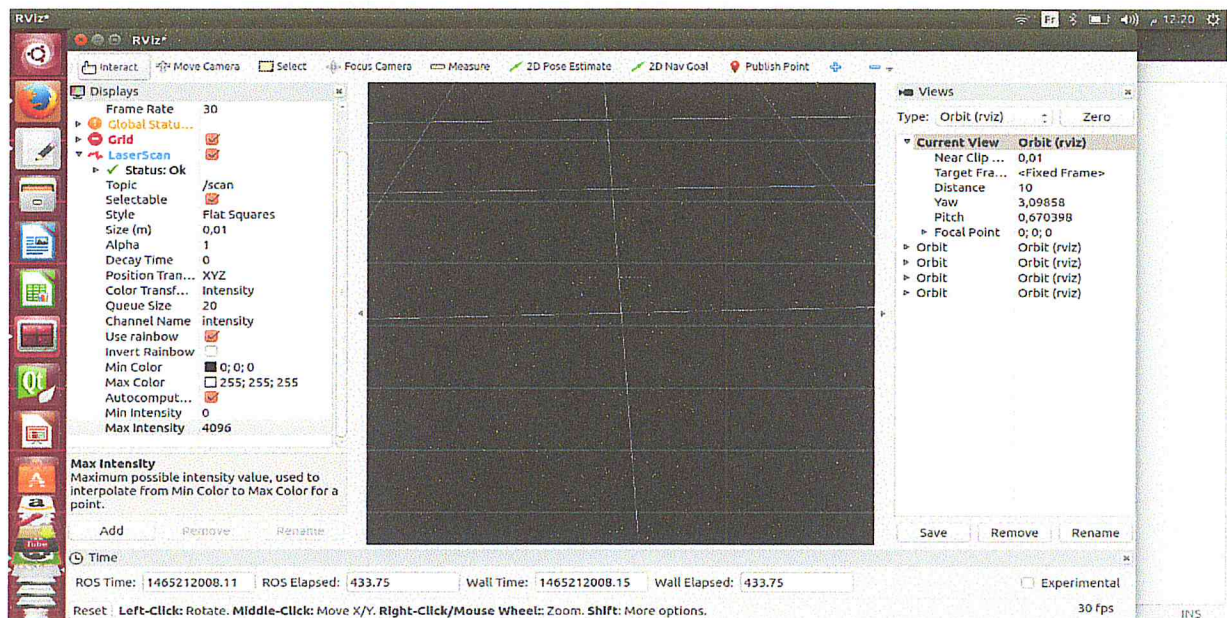 RViz*
Fr
م 12:20
RViz*
Interact Move Camera Select Focus Camera Measure 2D Pose Estimate 2D Nav Goal Publish Point
Displays
Frame Rate 30
Global Statu...
Grid
LaserScan
Status: Ok
Topic /scan
Selectable
Style Flat Squares
Size (m) 0,01
Alpha 1
Decay Time 0
Position Tran... XYZ
Color Transf... Intensity
Queue Size 20
Channel Name intensity
Use rainbow
Invert Rainbow
Min Color 0; 0; 0
Max Color 255; 255; 255
Autocomput...
Min Intensity 0
Max Intensity 4096
Max Intensity
Maximum possible intensity value, used to
interpolate from Min Color to Max Color for a
point.
Add Remove Rename
Views
Type: Orbit (rviz) Zero
Current View Orbit (rviz)
Near Clip ... 0,01
Target Fra... <Fixed Frame>
Distance 10
Yaw 3,09858
Pitch 0,670398
Focal Point 0; 0; 0
Orbit Orbit (rviz)
Orbit Orbit (rviz)
Orbit Orbit (rviz)
Orbit Orbit (rviz)
Save Remove Rename
Time
ROS Time: 1465212008.11 ROS Elapsed: 433.75 Wall Time: 1465212008.15 Wall Elapsed: 433.75 Experimental
Reset Left-Click: Rotate. Middle-Click: Move X/Y. Right-Click/Mouse Wheel:: Zoom. Shift: More options. 30 fps
INS
Qt
A
a
Tube